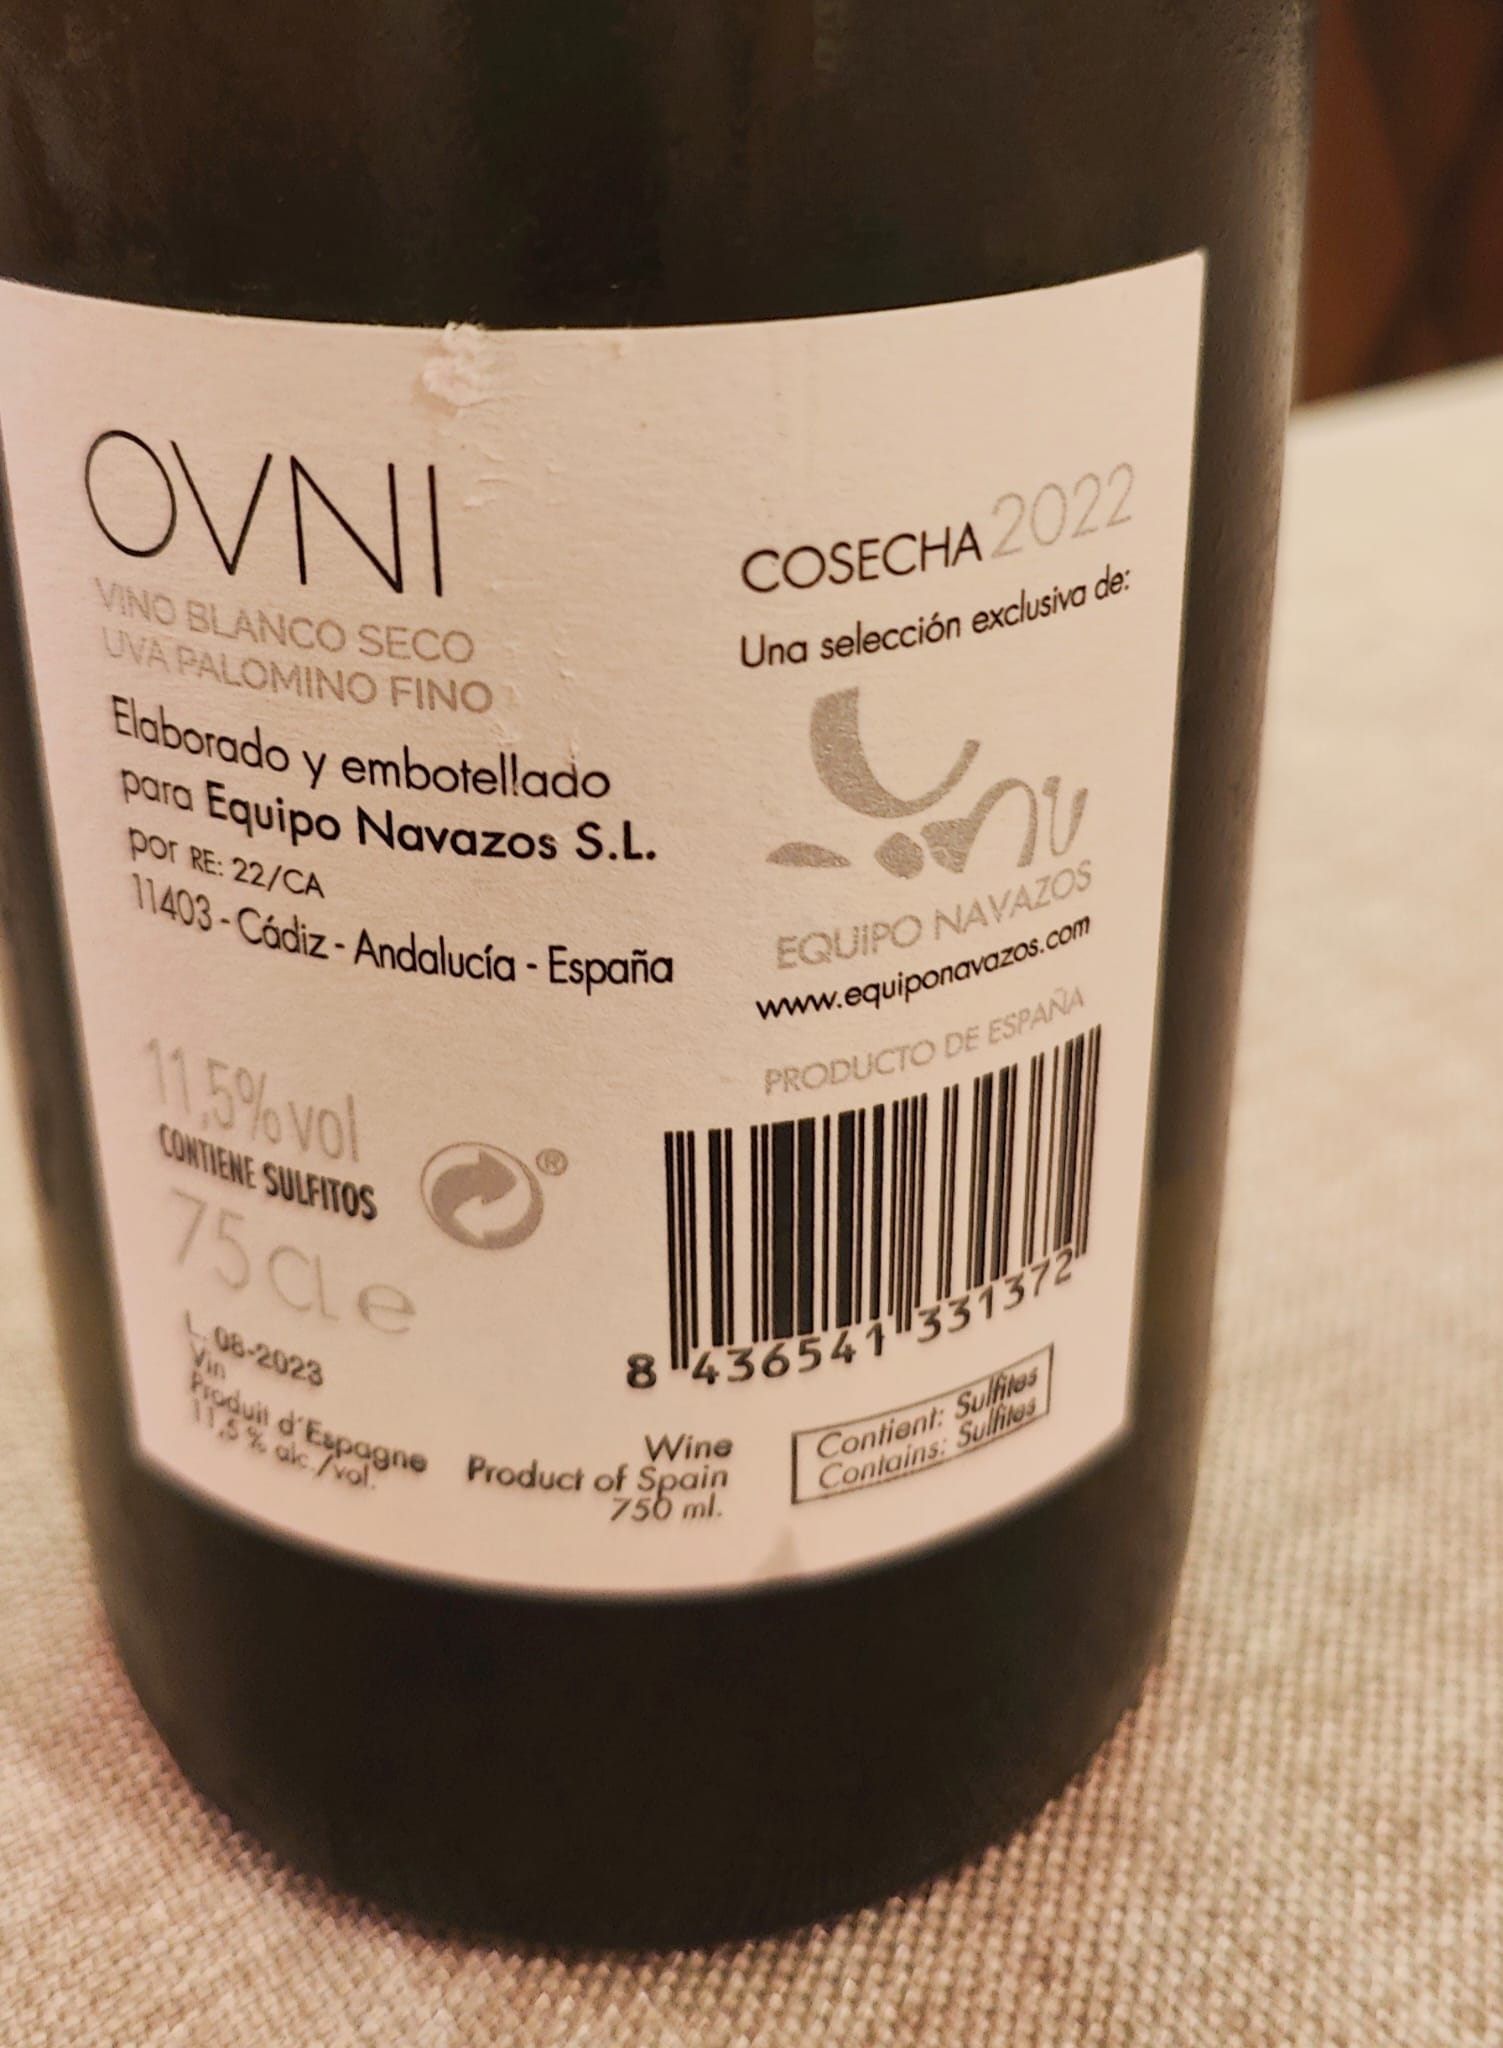 OVNI
VINO BLANCO SECO
UVA PALOMINO FINO
Elaborado y embotellado
para Equipo Navazos S.L.
por RE: 22/CA
11403 - Cádiz - Andalucía - España
11,5% vol
CONTIENE SULFITOS
75 Cl e
L. 08-2023
Vin
Produit d'Espagne
11,5 % alc./vol.
COSECHA 2022
Una selección exclusiva de:
EQUIPO NAVAZOS
www.equiponavazos.com
PRODUCTO DE ESPAÑA
8 436541 331372
Wine
Product of Spain
750 ml.
Contient: Sulfites
Contains: Sulfites